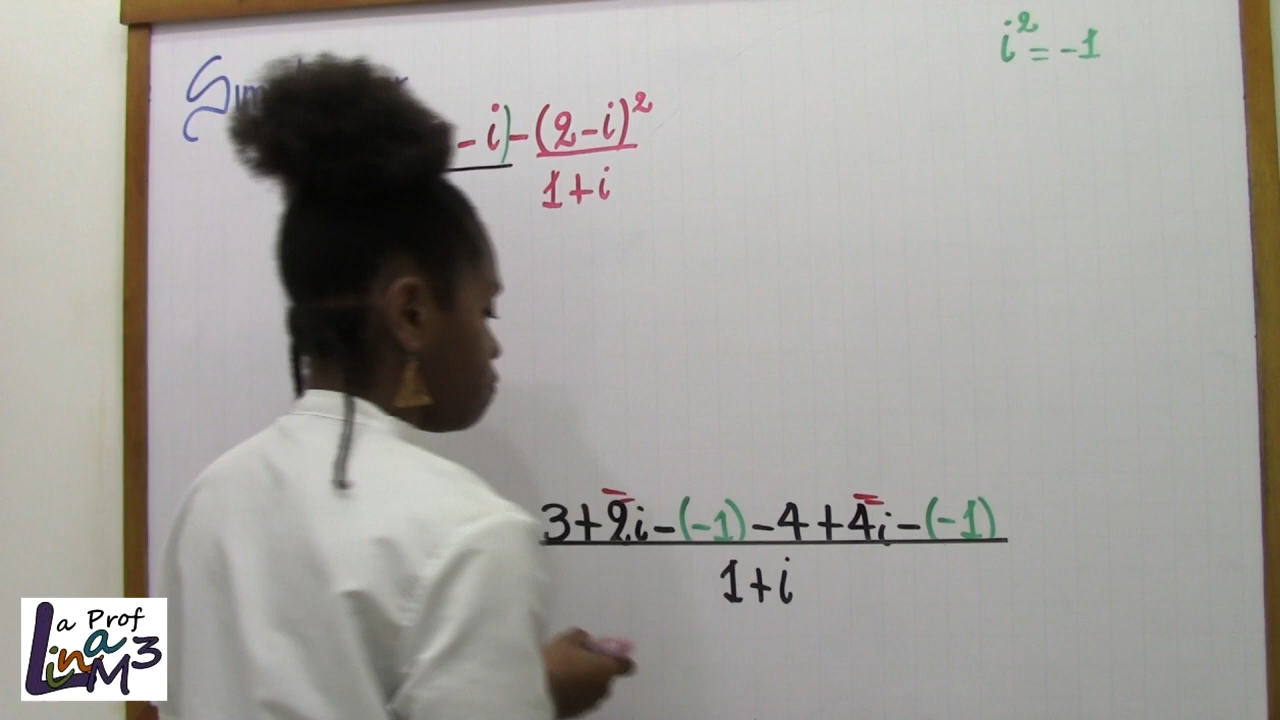 i² = -1
- i) - (2 - i)²
1 + i
3 + 2i - (-1) - 4 + 4i - (-1)
1 + i
La Prof
Lina M3